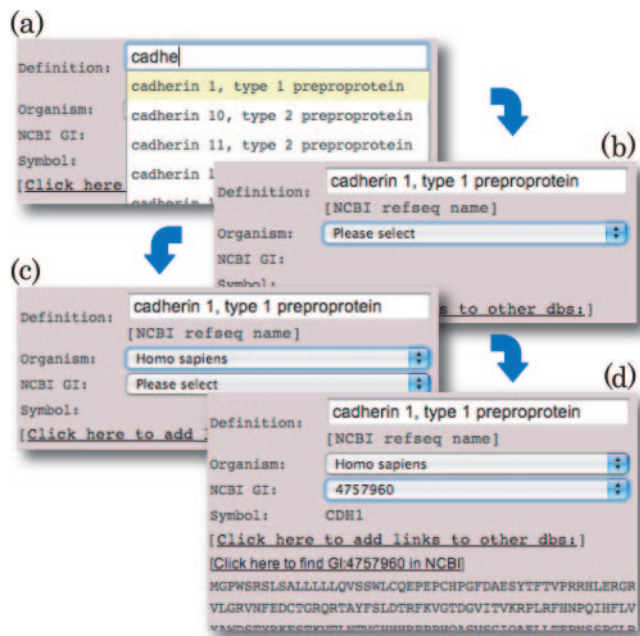 (a)
Definition: cadhe
cadherin 1, type 1 preproprotein
Organism: cadherin 10, type 2 preproprotein
NCBI GI: cadherin 11, type 2 preproprotein
Symbol:
[Click here
(b)
Definition: cadherin 1, type 1 preproprotein
[NCBI refseq name]
Organism: Please select
NCBI GI:
Symbol:
to other dbs:]
(c)
Definition: cadherin 1, type 1 preproprotein
[NCBI refseq name]
Organism: Homo sapiens
NCBI GI: Please select
Symbol:
[Click here to add
(d)
Definition: cadherin 1, type 1 preproprotein
[NCBI refseq name]
Organism: Homo sapiens
NCBI GI: 4757960
Symbol: CDH1
[Click here to add links to other dbs:]
[Click here to find GI:4757960 in NCBI]
MGPWSRSLSALLLLLQVSSWLCQEPEPCHPGFDAESYTFTVPRRHLERGR
VLGRVNFEDCTGRQRTAYFSLDTRFKVGTDGVITVKRPLRFHNPQIHFLV